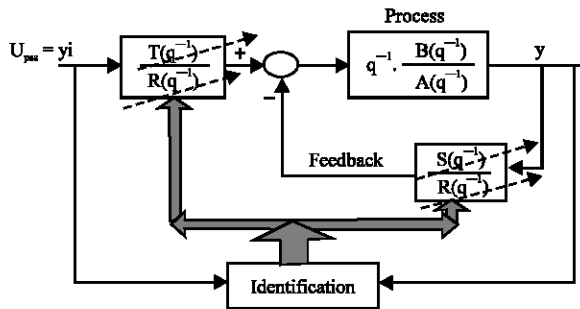 Process
U_pss = yi
T(q⁻¹)
R(q⁻¹)
+
−
q⁻¹ . B(q⁻¹)
A(q⁻¹)
y
Feedback
S(q⁻¹)
R(q⁻¹)
Identification